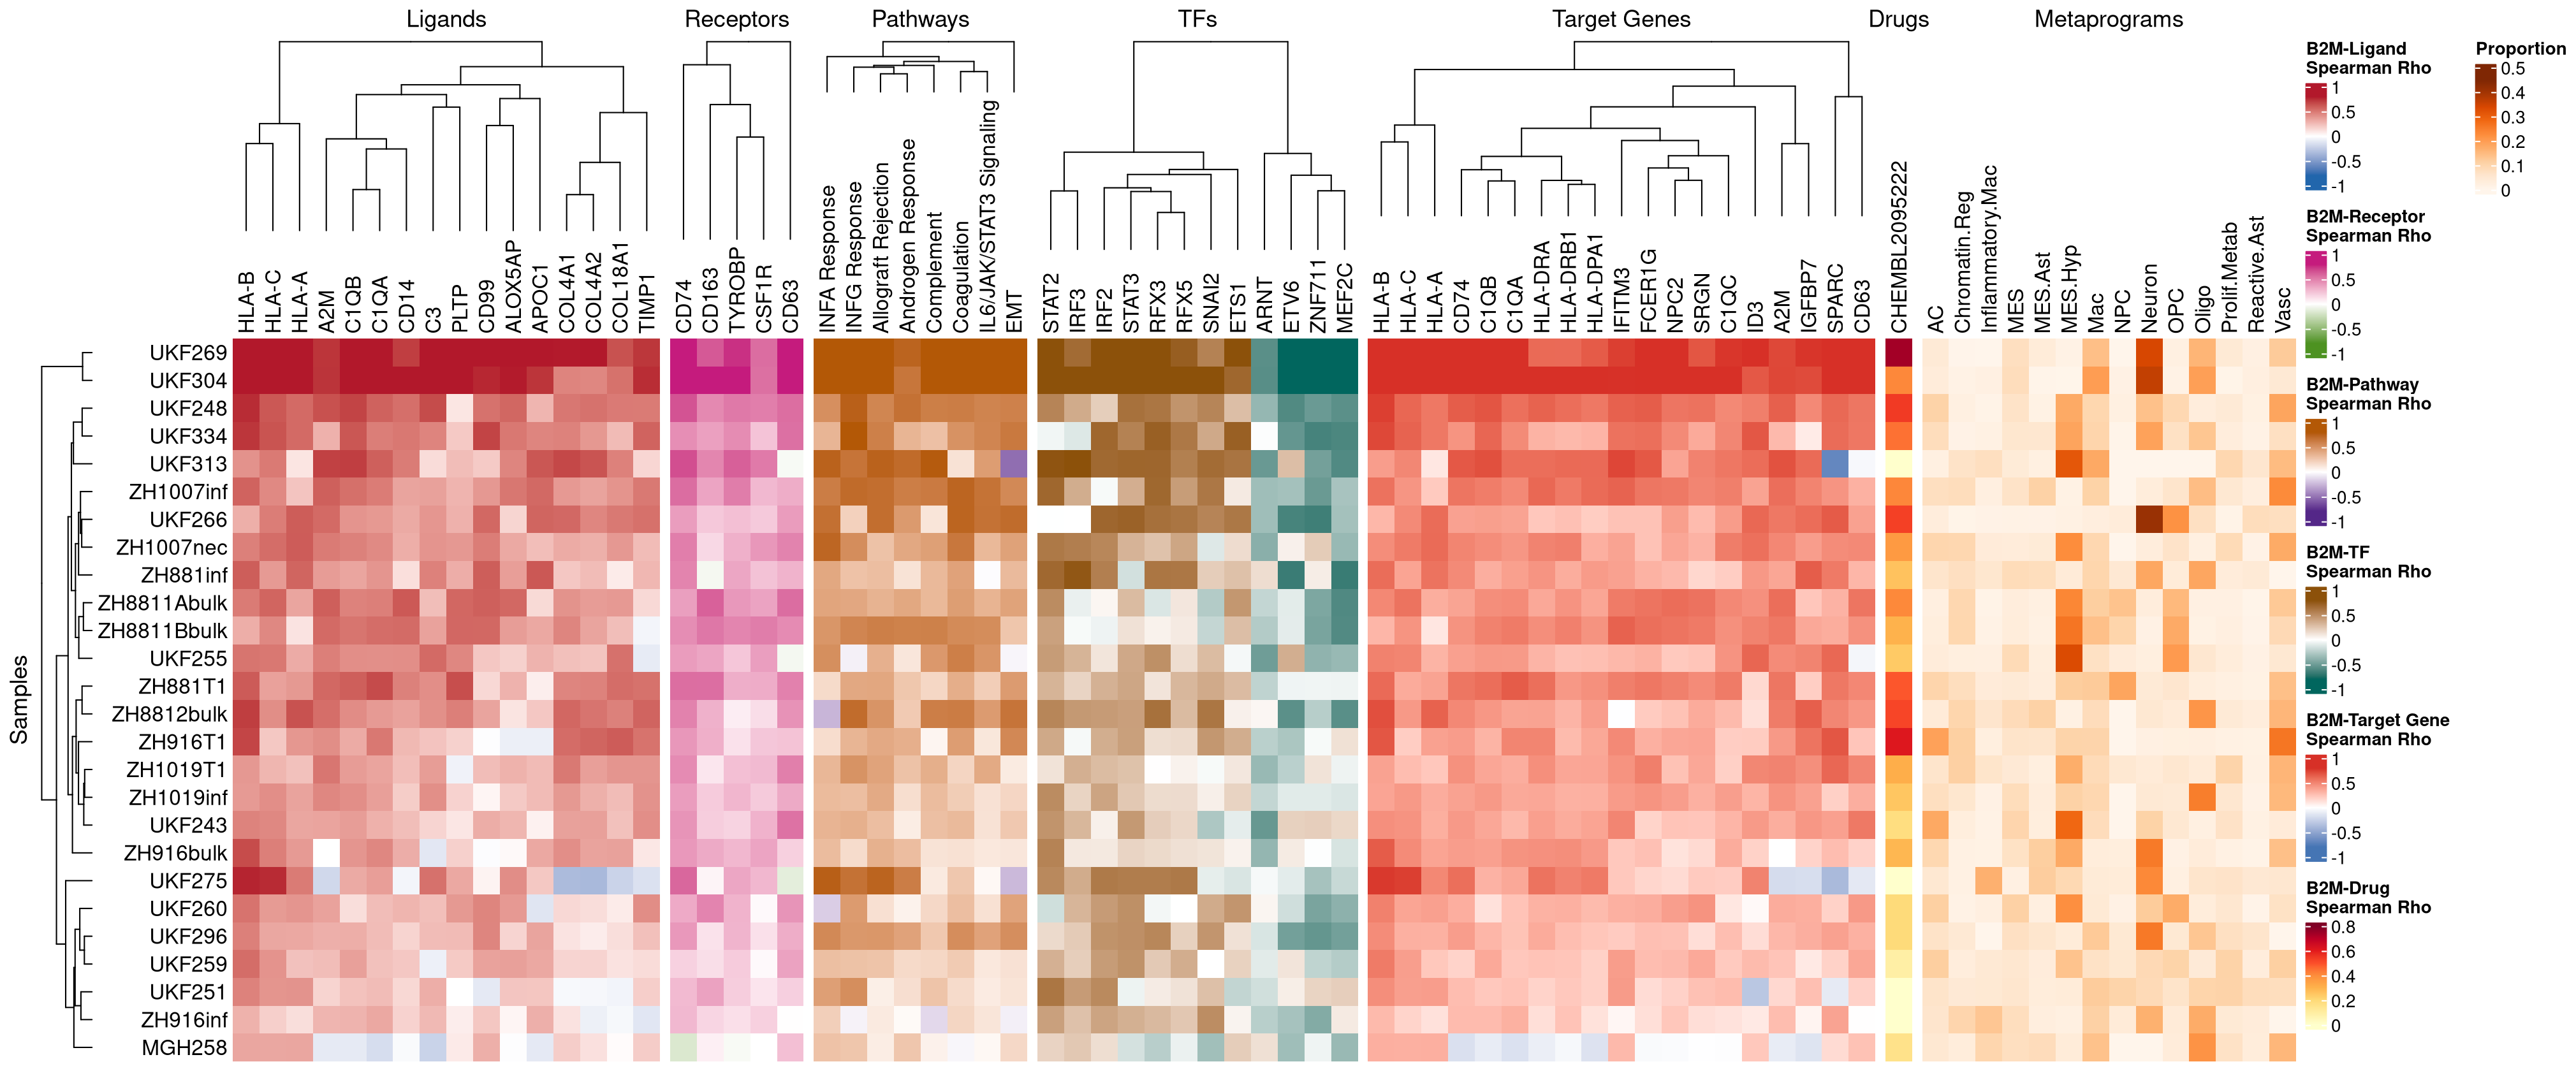 Ligands Receptors Pathways TFs Target Genes Drugs Metaprograms
HLA-B HLA-C HLA-A A2M C1QB C1QA CD14 C3 PLTP CD99 ALOX5AP APOC1 COL4A1 COL4A2 COL18A1 TIMP1
CD74 CD163 TYROBP CSF1R CD63
INFA Response
INFG Response
Allograft Rejection
Androgen Response
Complement
Coagulation
IL6/JAK/STAT3 Signaling
EMT
STAT2 IRF3 IRF2 STAT3 RFX3 RFX5 SNAI2 ETS1 ARNT ETV6 ZNF711 MEF2C
HLA-B HLA-C HLA-A CD74 C1QB C1QA HLA-DRA HLA-DRB1 HLA-DPA1 IFITM3 FCER1G NPC2 SRGN C1QC ID3 A2M IGFBP7 SPARC CD63
CHEMBL2095222
AC Chromatin.Reg Inflammatory.Mac MES MES.Ast MES.Hyp Mac NPC Neuron OPC Oligo Prolif.Metab Reactive.Ast Vasc
Samples
UKF269
UKF304
UKF248
UKF334
UKF313
ZH1007inf
UKF266
ZH1007nec
ZH881inf
ZH8811Abulk
ZH8811Bbulk
UKF255
ZH881T1
ZH8812bulk
ZH916T1
ZH1019T1
ZH1019inf
UKF243
ZH916bulk
UKF275
UKF260
UKF296
UKF259
UKF251
ZH916inf
MGH258
B2M-Ligand
Spearman Rho
1
0.5
0
-0.5
-1
B2M-Receptor
Spearman Rho
1
0.5
0
-0.5
-1
B2M-Pathway
Spearman Rho
1
0.5
0
-0.5
-1
B2M-TF
Spearman Rho
1
0.5
0
-0.5
-1
B2M-Target Gene
Spearman Rho
1
0.5
0
-0.5
-1
B2M-Drug
Spearman Rho
0.8
0.6
0.4
0.2
0
Proportion
0.5
0.4
0.3
0.2
0.1
0